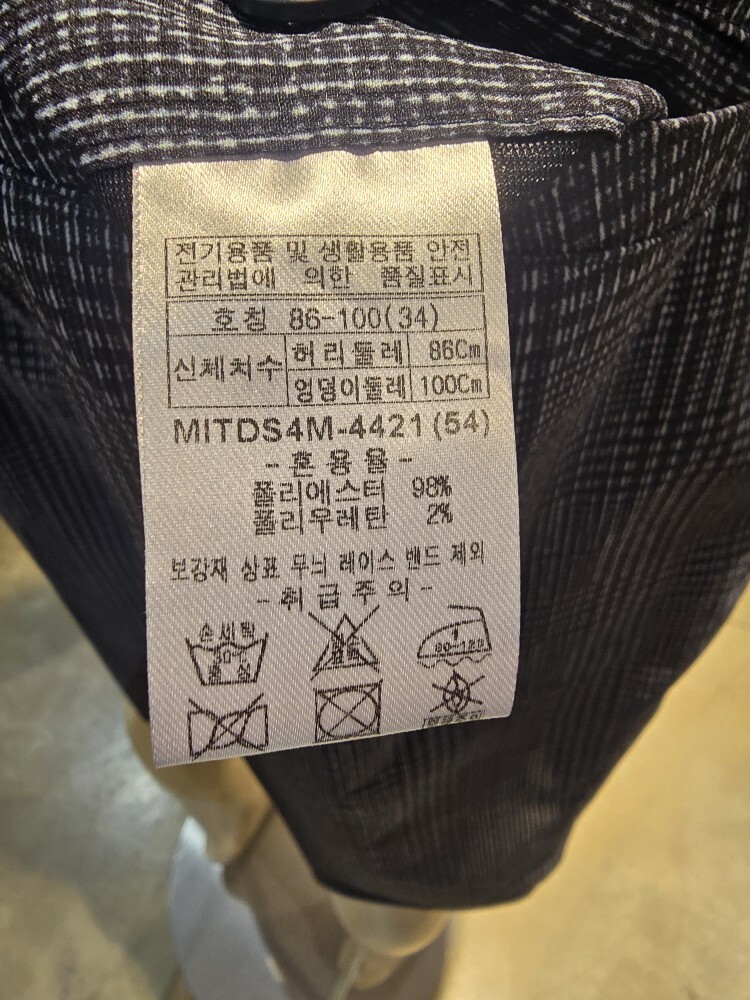 전기용품 및 생활용품 안전
관리법에 의한 품질표시
호칭 86-100(34)
신체치수 허리둘레 86Cm
엉덩이둘레 100Cm
MITDS4M-4421(54)
-혼용율-
폴리에스터 98%
폴리우레탄 2%
보강재 상표 무늬 레이스 밴드 제외
-취급주의-
손세탁
80~120